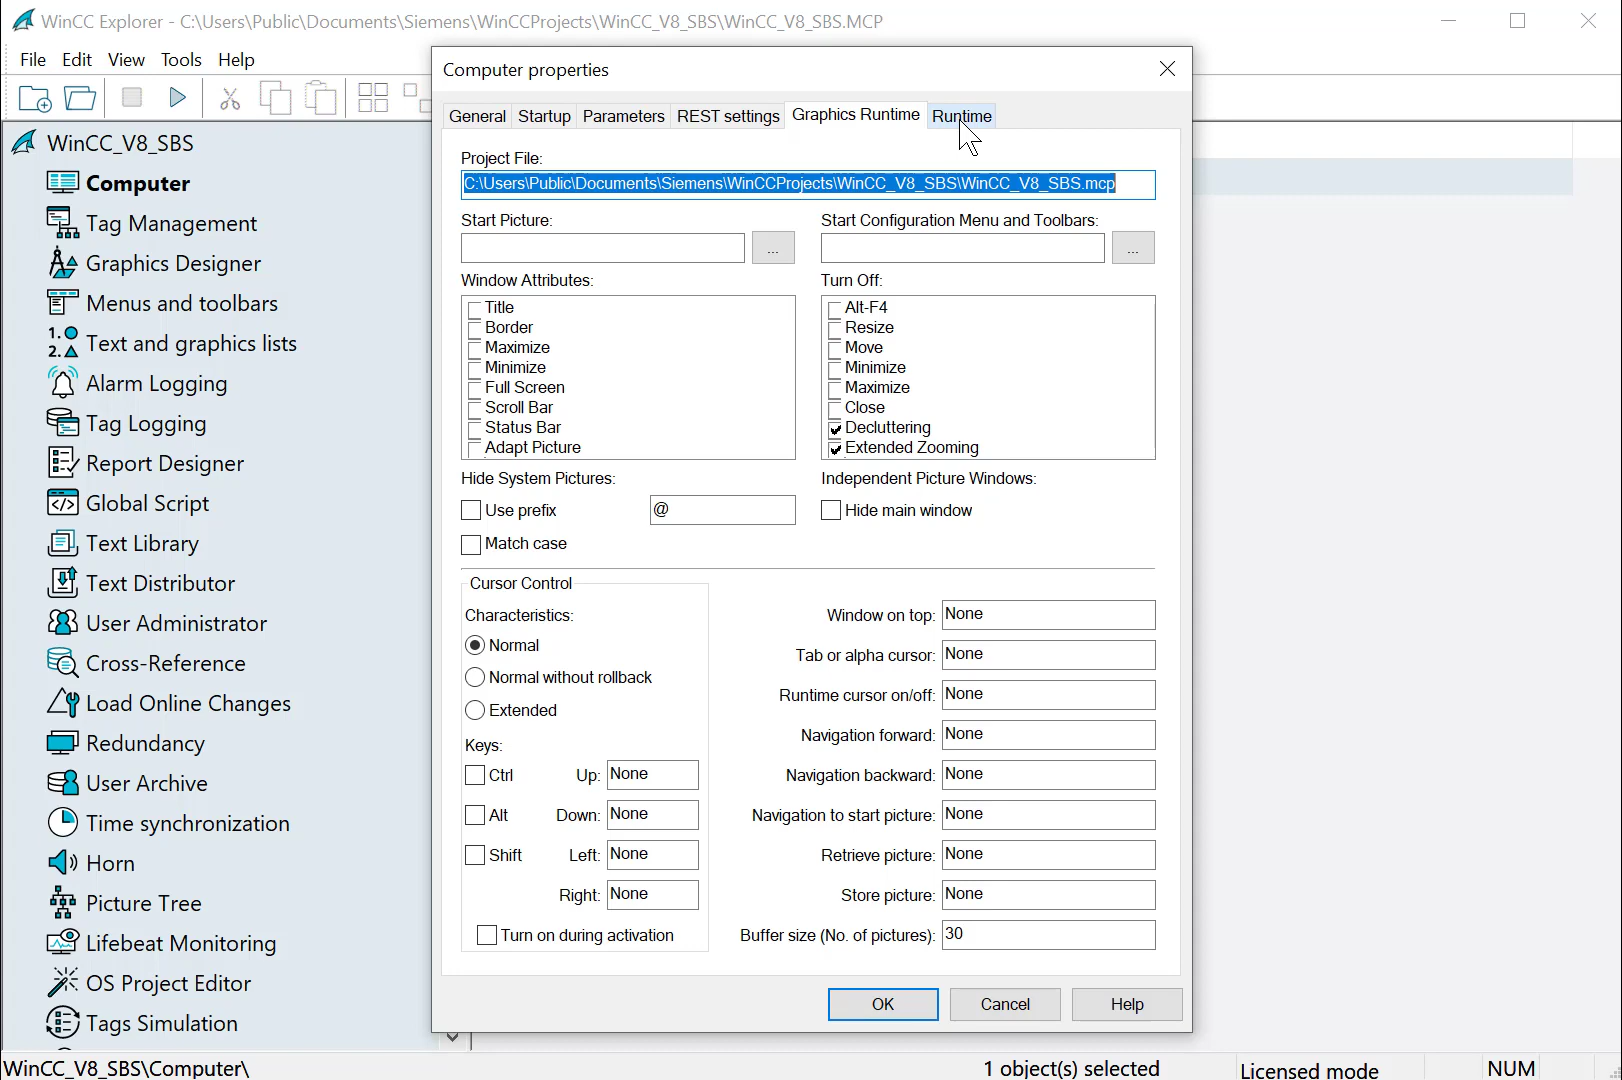 WinCC Explorer - C:\Users\Public\Documents\Siemens\WinCCProjects\WinCC_V8_SBS\WinCC_V8_SBS.MCP
File Edit View Tools Help
WinCC_V8_SBS
Computer
Tag Management
Graphics Designer
Menus and toolbars
1.
2.
Text and graphics lists
Alarm Logging
Tag Logging
Report Designer
Global Script
Text Library
Text Distributor
User Administrator
Cross-Reference
Load Online Changes
Redundancy
User Archive
Time synchronization
Horn
Picture Tree
Lifebeat Monitoring
OS Project Editor
Tags Simulation
Computer properties
General Startup Parameters REST settings Graphics Runtime Runtime
Project File:
C:\Users\Public\Documents\Siemens\WinCCProjects\WinCC_V8_SBS\WinCC_V8_SBS.mcp
Start Picture: Start Configuration Menu and Toolbars:
... ...
Window Attributes:
Title
Border
Maximize
Minimize
Full Screen
Scroll Bar
Status Bar
Adapt Picture
Turn Off:
Alt-F4
Resize
Move
Minimize
Maximize
Close
Decluttering
Extended Zooming
Hide System Pictures: Independent Picture Windows:
Use prefix @ Hide main window
Match case
Cursor Control
Characteristics:
Normal
Normal without rollback
Extended
Keys:
Ctrl Up: None
Alt Down: None
Shift Left: None
Right: None
Turn on during activation
Window on top: None
Tab or alpha cursor: None
Runtime cursor on/off: None
Navigation forward: None
Navigation backward: None
Navigation to start picture: None
Retrieve picture: None
Store picture: None
Buffer size (No. of pictures): 30
OK Cancel Help
WinCC_V8_SBS\Computer\ 1 object(s) selected Licensed mode NUM